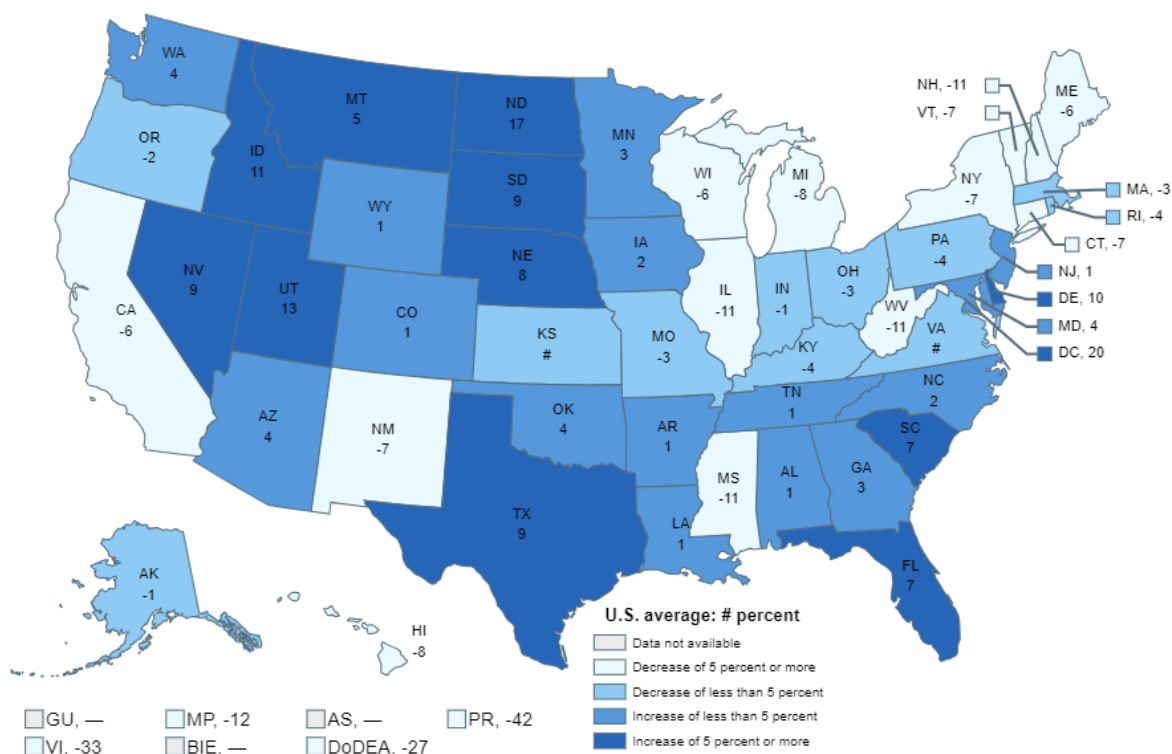 WA
4
MT
5
ND
17
MN
3
NH, -11
VT, -7
ME
-6
OR
-2
ID
11
SD
9
WI
-6
MI
-8
NY
-7
MA, -3
RI, -4
CT, -7
WY
1
IA
2
NE
8
PA
-4
NJ, 1
DE, 10
MD, 4
DC, 20
NV
9
UT
13
CO
1
CA
-6
KS
#
MO
-3
IL
-11
IN
-1
OH
-3
WV
-11
VA
#
KY
-4
NC
2
TN
1
AZ
4
NM
-7
OK
4
AR
1
SC
7
MS
-11
AL
1
GA
3
TX
9
LA
1
FL
7
AK
-1
HI
-8
U.S. average: # percent
Data not available
Decrease of 5 percent or more
Decrease of less than 5 percent
Increase of less than 5 percent
Increase of 5 percent or more
GU, —
MP, -12
AS, —
PR, -42
VI, -33
BIE, —
DoDEA, -27